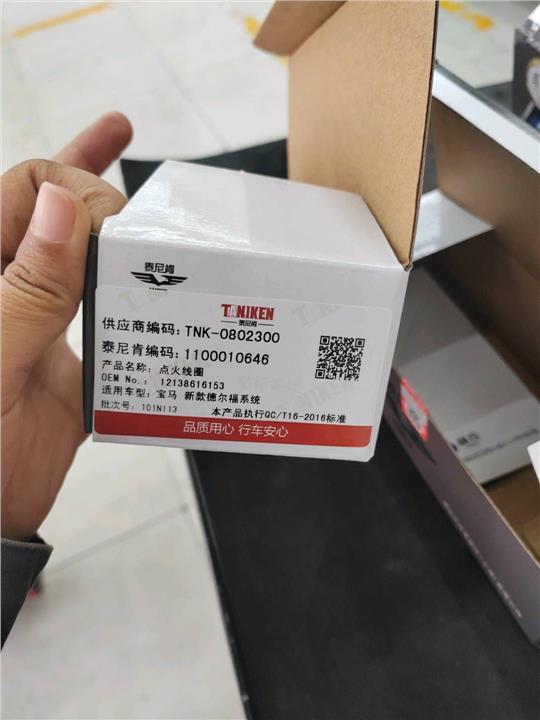 泰尼肯
TANIKEN
泰尼肯
供应商编码: TNK-0802300
泰尼肯编码: 1100010646
产品名称: 点火线圈
OEM No.: 12138616153
适用车型: 宝马 新款德尔福系统
批次号: 101NI13 本产品执行QC/T16-2016标准
品质用心 行车安心